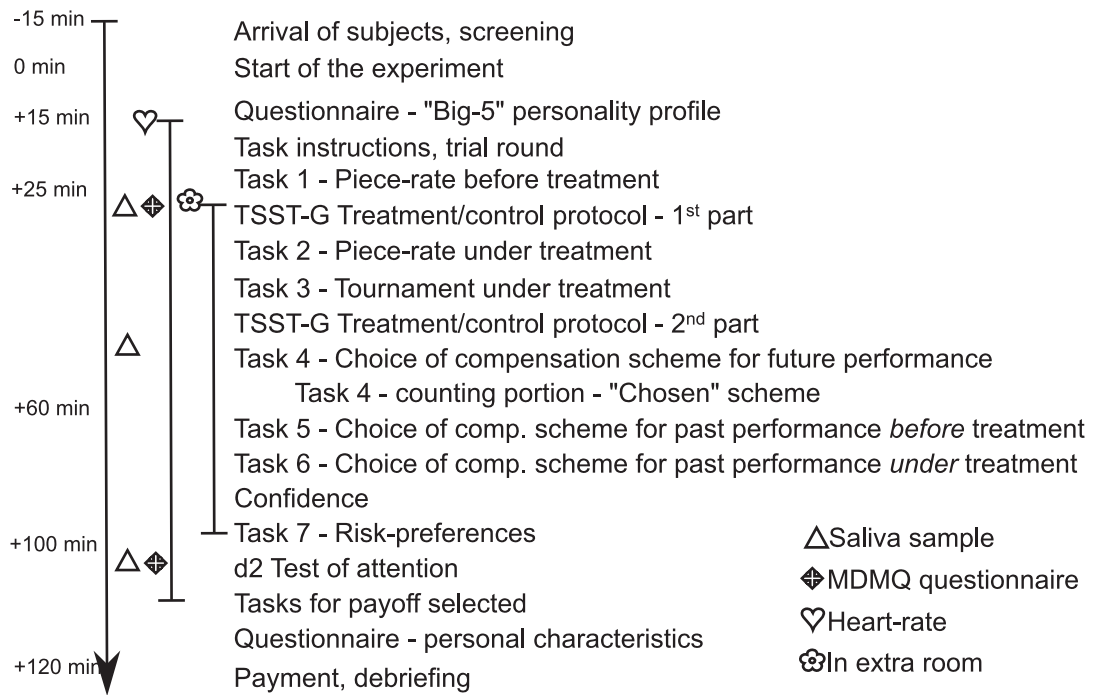 -15 min
Arrival of subjects, screening
0 min
Start of the experiment
+15 min
Questionnaire - "Big-5" personality profile
Task instructions, trial round
+25 min
Task 1 - Piece-rate before treatment
TSST-G Treatment/control protocol - 1st part
Task 2 - Piece-rate under treatment
Task 3 - Tournament under treatment
TSST-G Treatment/control protocol - 2nd part
Task 4 - Choice of compensation scheme for future performance
Task 4 - counting portion - "Chosen" scheme
+60 min
Task 5 - Choice of comp. scheme for past performance before treatment
Task 6 - Choice of comp. scheme for past performance under treatment
Confidence
+100 min
Task 7 - Risk-preferences
d2 Test of attention
Tasks for payoff selected
Questionnaire - personal characteristics
+120 min
Payment, debriefing
Saliva sample
MDMQ questionnaire
Heart-rate
In extra room